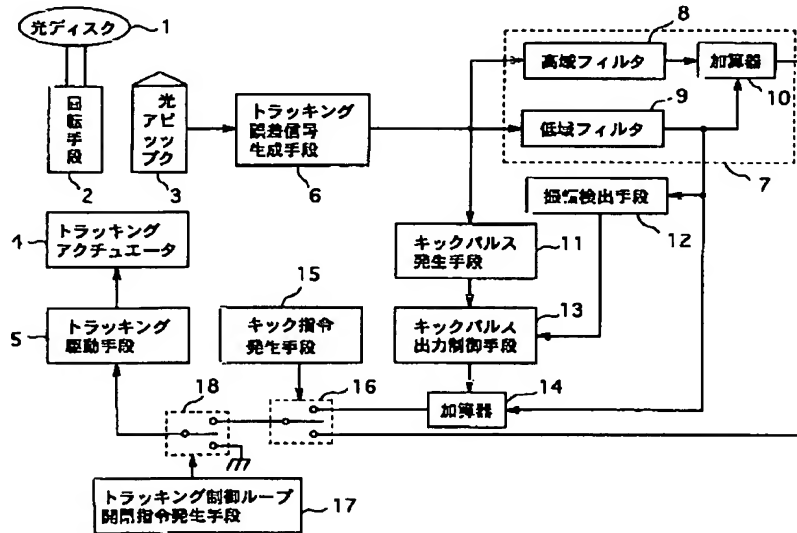 光ディスク
1
回転手段
2
光
ピック
アップ
3
トラッキング
誤差信号
生成手段
6
8
高域フィルタ
加算器
10
9
低域フィルタ
7
振幅検出手段
12
4
トラッキング
アクチュエータ
キックパルス
発生手段
11
5
トラッキング
駆動手段
15
キック指令
発生手段
13
キックパルス
出力制御手段
14
加算器
16
18
トラッキング制御ループ
開閉指令発生手段
17